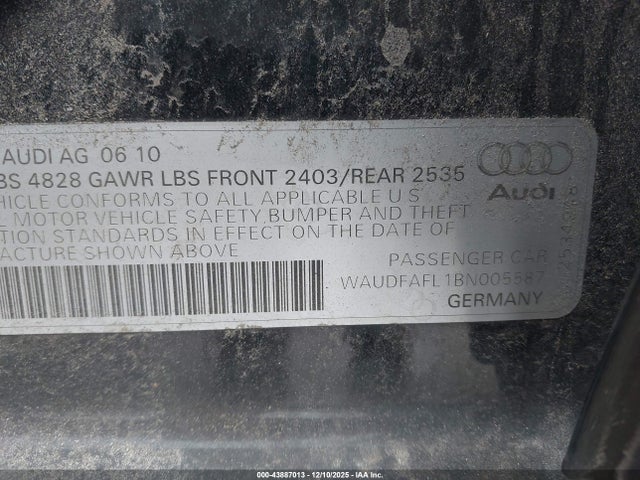 AUDI AG 06 10
BS 4828 GAWR LBS FRONT 2403/REAR 2535
HICLE CONFORMS TO ALL APPLICABLE U S
L MOTOR VEHICLE SAFETY, BUMPER AND THEFT
TION STANDARDS IN EFFECT ON THE DATE OF
FACTURE SHOWN ABOVE
Audi
PASSENGER CAR
WAUDFAFL1BN005587
GERMANY
000-43887013 - 12/10/2025 - IAA Inc.